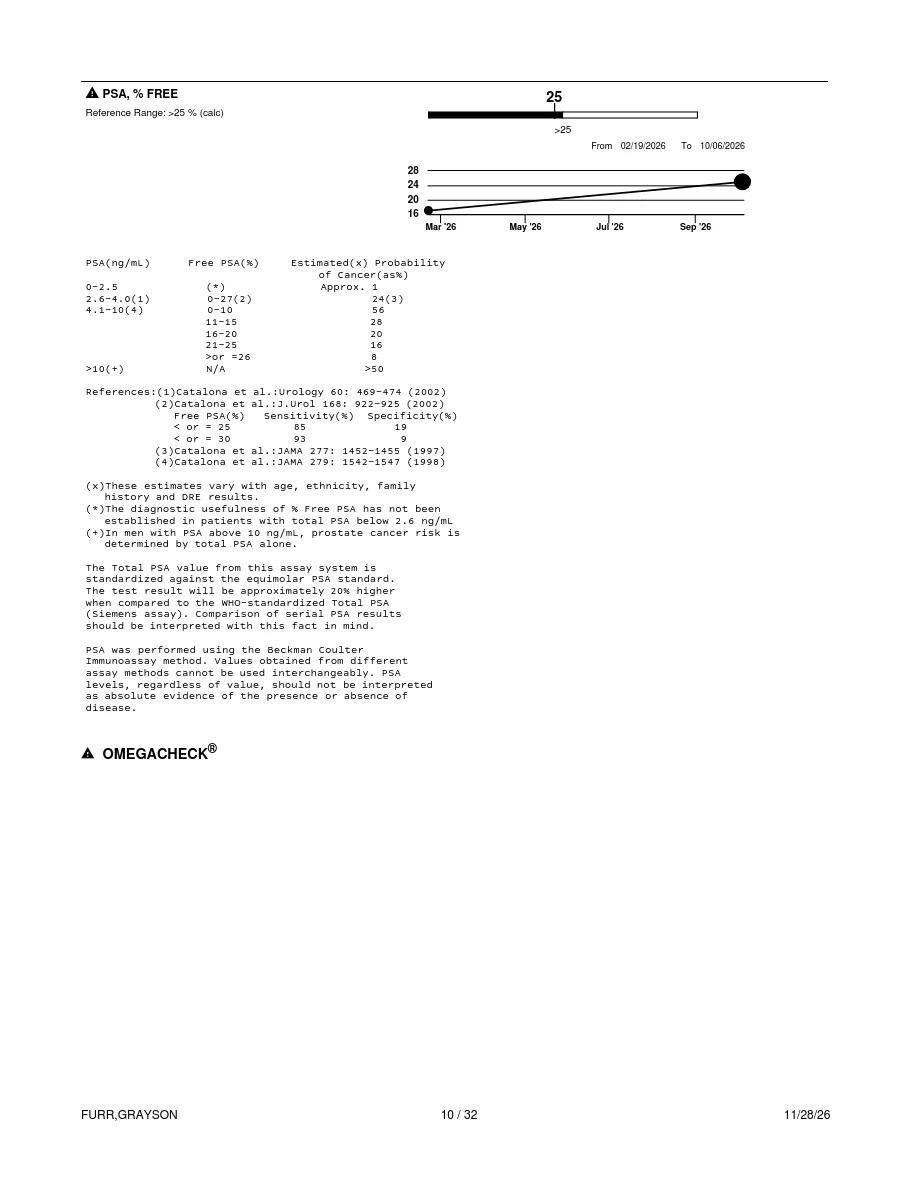 PSA, % FREE
Reference Range: >25 % (calc)
25
>25
From 02/19/2026 To 10/06/2026
28
24
20
16
Mar '26 May '26 Jul '26 Sep '26
PSA(ng/mL) Free PSA(%) Estimated(x) Probability
of Cancer(as%)
0-2.5 (*) Approx. 1
2.6-4.0(1) 0-27(2) 24(3)
4.1-10(4) 0-10 56
11-15 28
16-20 20
21-25 16
>or =26 8
>10(+) N/A >50
References:(1)Catalona et al.:Urology 60: 469-474 (2002)
(2)Catalona et al.:J.Urol 168: 922-925 (2002)
Free PSA(%) Sensitivity(%) Specificity(%)
< or = 25 85 19
< or = 30 93 9
(3)Catalona et al.:JAMA 277: 1452-1455 (1997)
(4)Catalona et al.:JAMA 279: 1542-1547 (1998)
(x)These estimates vary with age, ethnicity, family
history and DRE results.
(*)The diagnostic usefulness of % Free PSA has not been
established in patients with total PSA below 2.6 ng/mL
(+)In men with PSA above 10 ng/mL, prostate cancer risk is
determined by total PSA alone.
The Total PSA value from this assay system is
standardized against the equimolar PSA standard.
The test result will be approximately 20% higher
when compared to the WHO-standardized Total PSA
(Siemens assay). Comparison of serial PSA results
should be interpreted with this fact in mind.
PSA was performed using the Beckman Coulter
Immunoassay method. Values obtained from different
assay methods cannot be used interchangeably. PSA
levels, regardless of value, should not be interpreted
as absolute evidence of the presence or absence of
disease.
OMEGACHECK®
FURR,GRAYSON 10 / 32 11/28/26